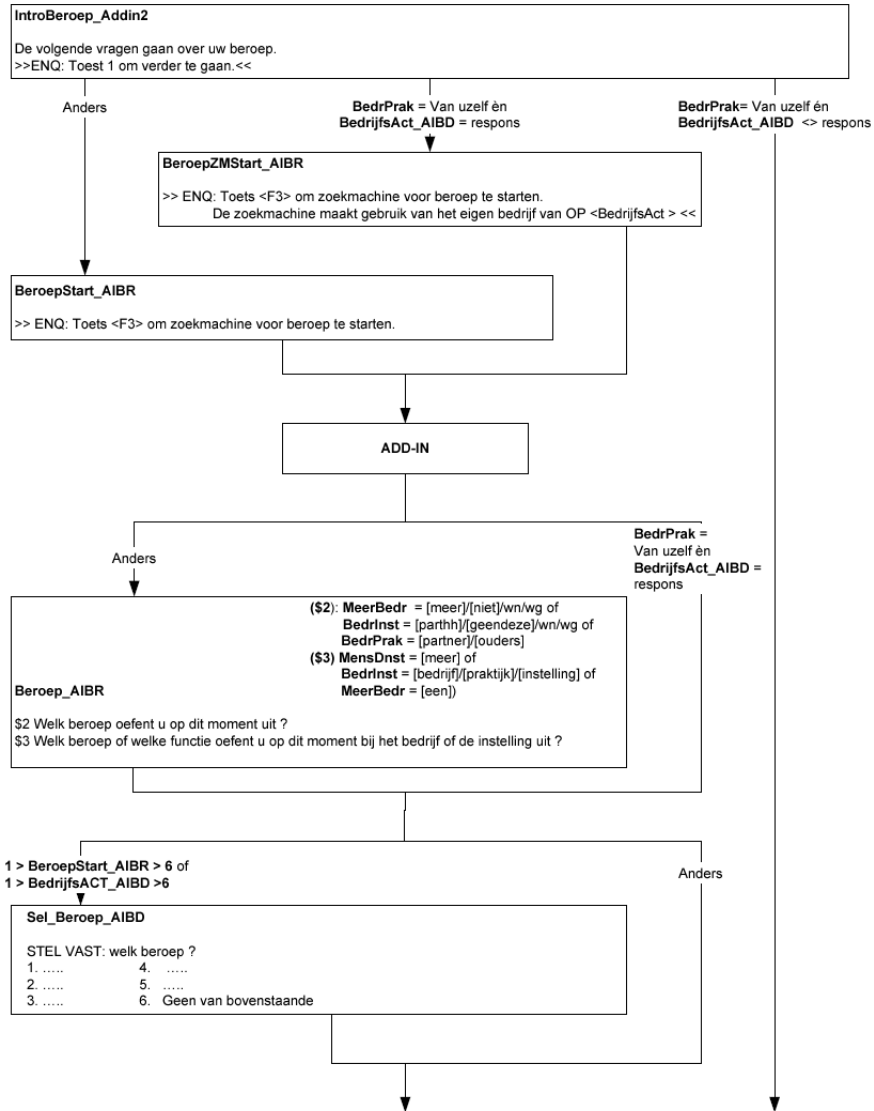 IntroBeroep_Addin2
De volgende vragen gaan over uw beroep.
>>ENQ: Toest 1 om verder te gaan.<<
Anders
BedrPrak = Van uzelf èn
BedrijfsAct_AIBD = respons
BedrPrak= Van uzelf én
BedrijfsAct_AIBD <> respons
BeroepZMStart_AIBR
>> ENQ: Toets <F3> om zoekmachine voor beroep te starten.
De zoekmachine maakt gebruik van het eigen bedrijf van OP <BedrijfsAct > <<
BeroepStart_AIBR
>> ENQ: Toets <F3> om zoekmachine voor beroep te starten.
ADD-IN
Anders
BedrPrak =
Van uzelf èn
BedrijfsAct_AIBD =
respons
($2): MeerBedr = [meer]/[niet]/wn/wg of
BedrInst = [parthh]/[geendeze]/wn/wg of
BedrPrak = [partner]/[ouders]
($3) MensDnst = [meer] of
BedrInst = [bedrijf]/[praktijk]/[instelling] of
MeerBedr = [een])
Beroep_AIBR
$2 Welk beroep oefent u op dit moment uit ?
$3 Welk beroep of welke functie oefent u op dit moment bij het bedrijf of de instelling uit ?
1 > BeroepStart_AIBR > 6 of
1 > BedrijfsACT_AIBD >6
Anders
Sel_Beroep_AIBD
STEL VAST: welk beroep ?
1. ….. 4. …..
2. ….. 5. …..
3. ….. 6. Geen van bovenstaande